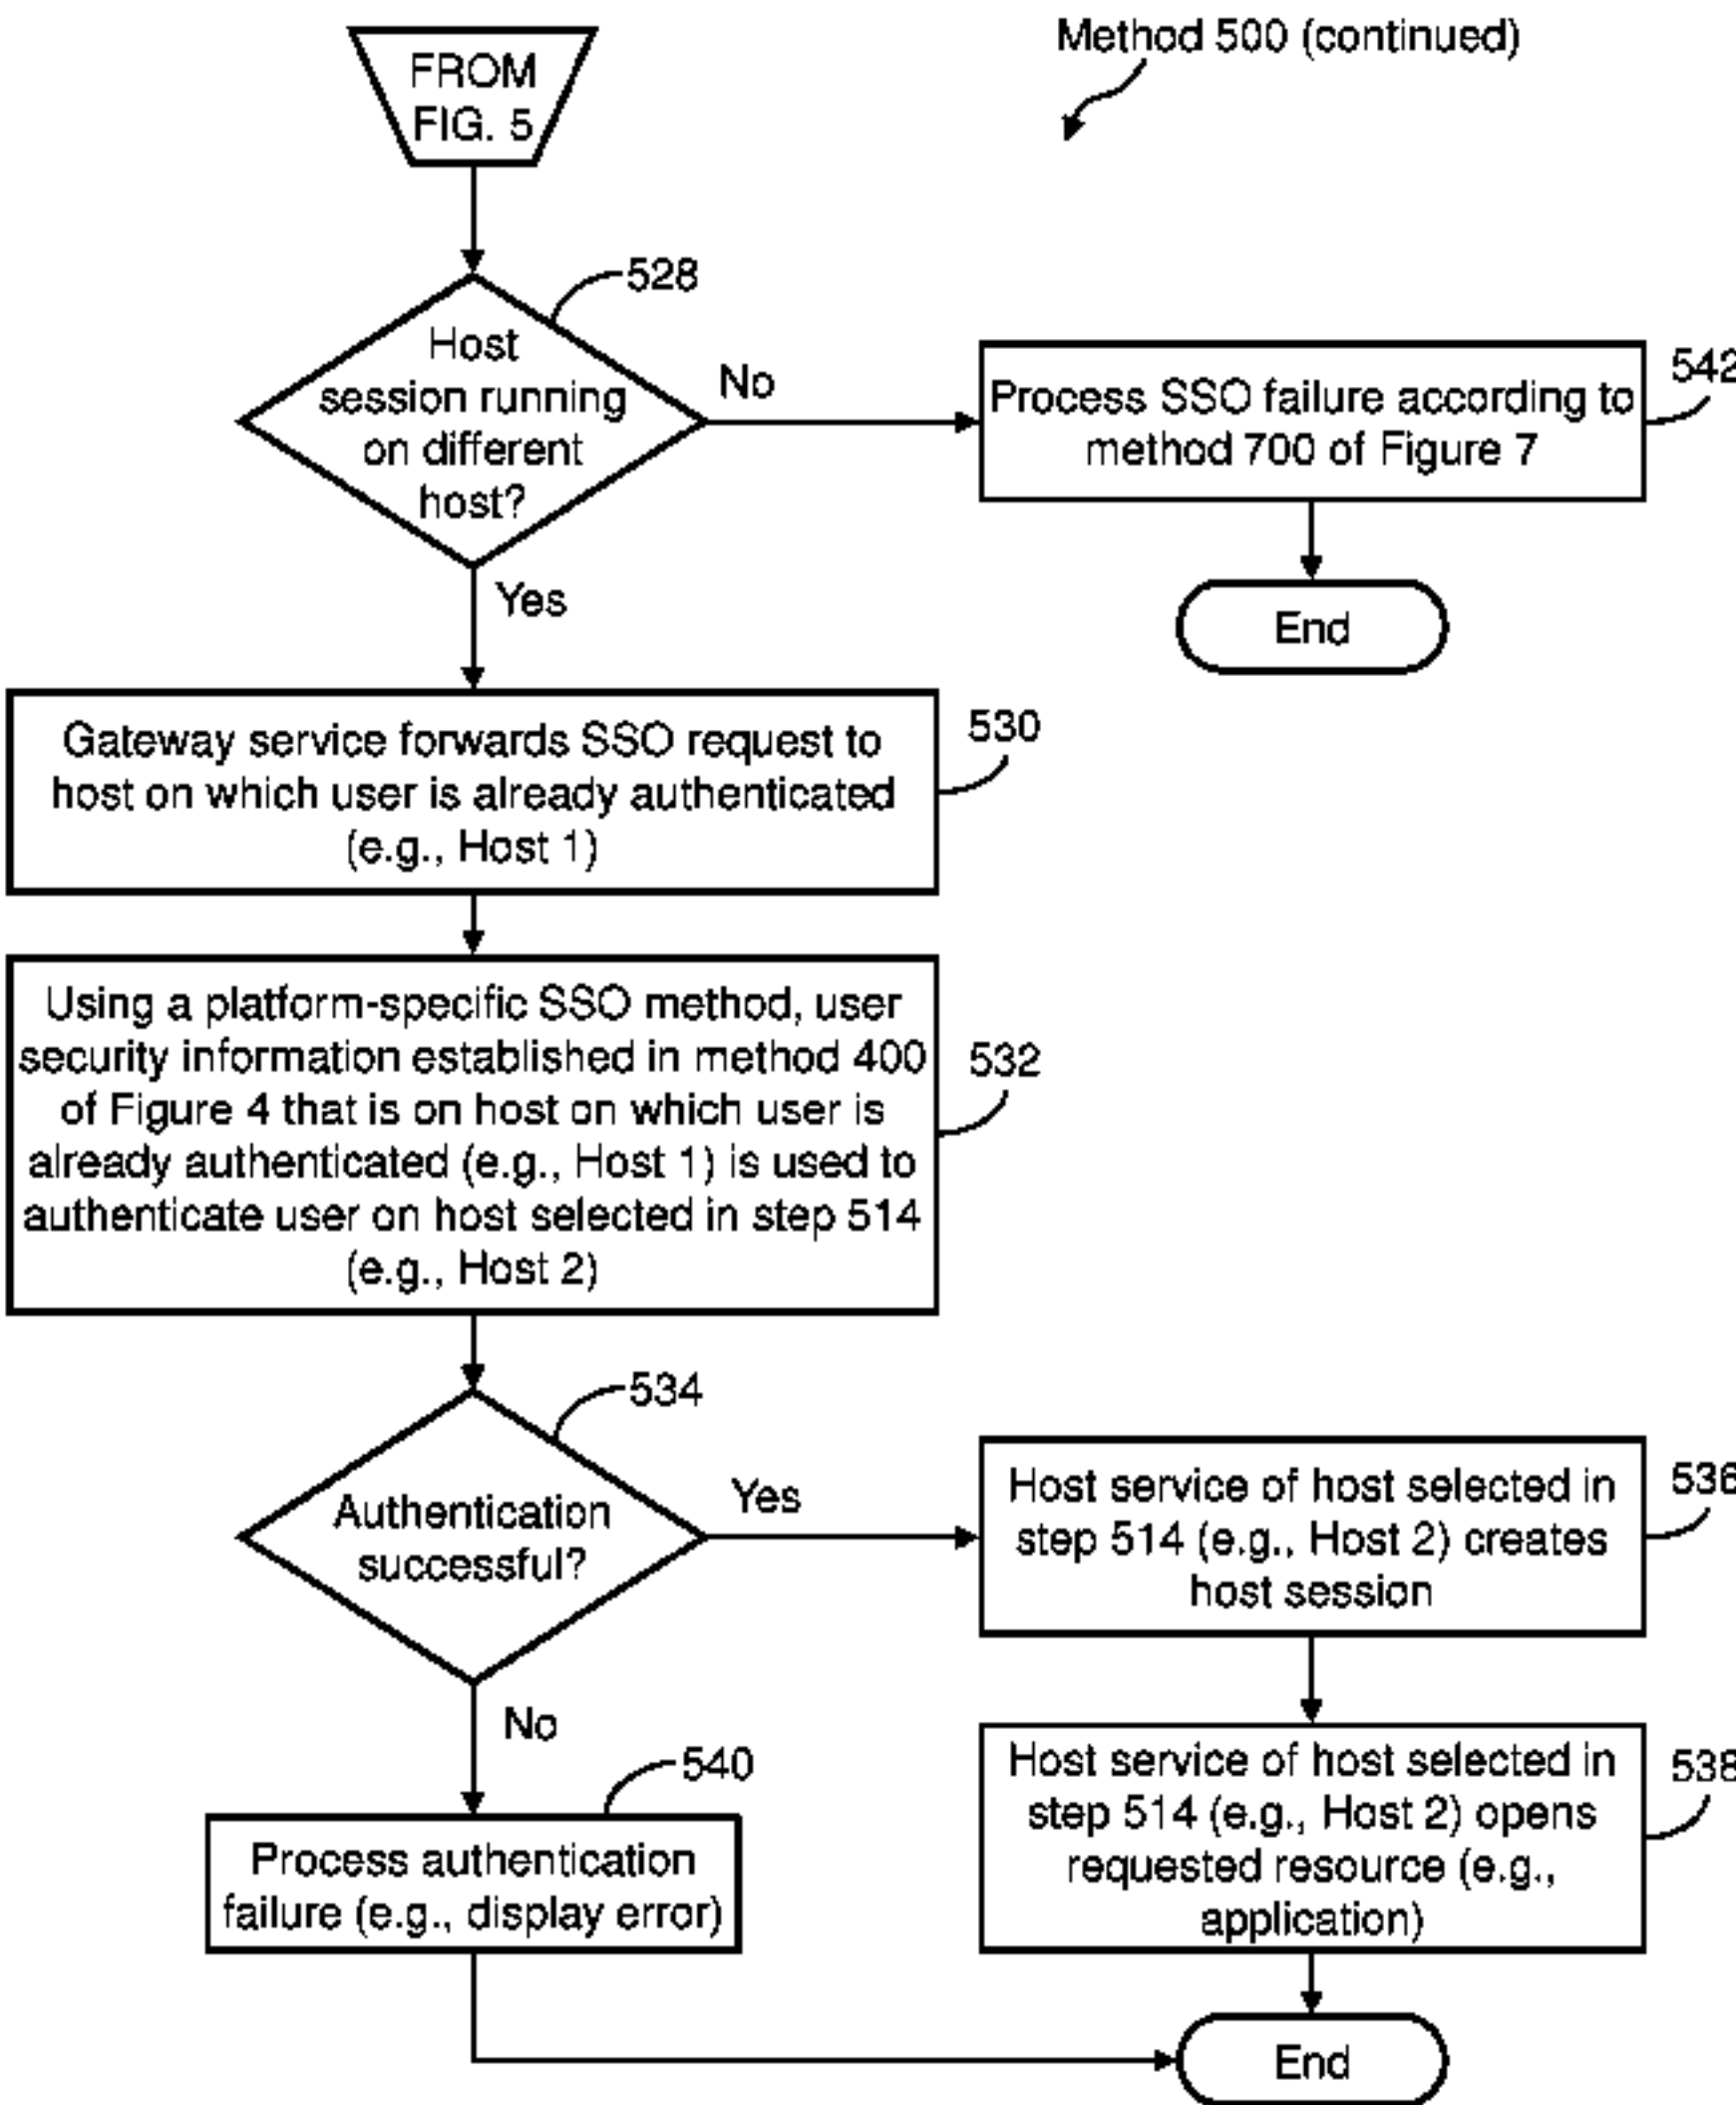 Method 500 (continued)
FROM
FIG. 5
528
Host
session running
on different
host?
No
Process SSO failure according to
method 700 of Figure 7
542
End
Yes
Gateway service forwards SSO request to
host on which user is already authenticated
(e.g., Host 1)
530
Using a platform-specific SSO method, user
security information established in method 400
of Figure 4 that is on host on which user is
already authenticated (e.g., Host 1) is used to
authenticate user on host selected in step 514
(e.g., Host 2)
532
534
Authentication
successful?
Yes
Host service of host selected in
step 514 (e.g., Host 2) creates
host session
536
No
540
Process authentication
failure (e.g., display error)
Host service of host selected in
step 514 (e.g., Host 2) opens
requested resource (e.g.,
application)
538
End